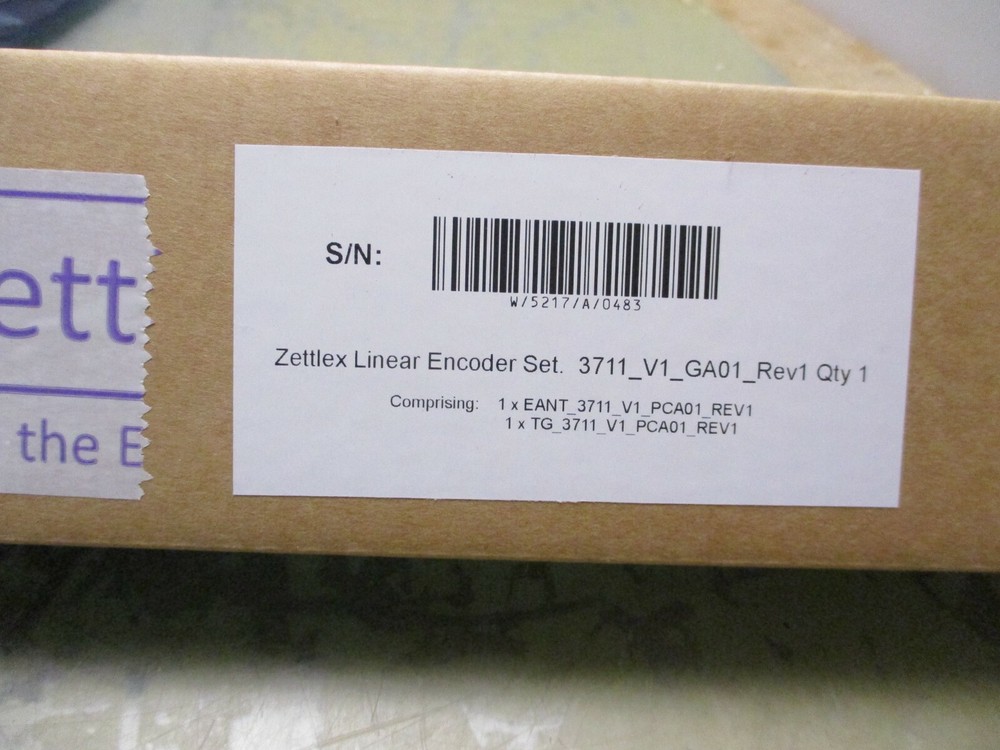 ett
the E
S/N:
W/5217/A/0483
Zettlex Linear Encoder Set. 3711_V1_GA01_Rev1 Qty 1
Comprising: 1 x EANT_3711_V1_PCA01_REV1
1 x TG_3711_V1_PCA01_REV1